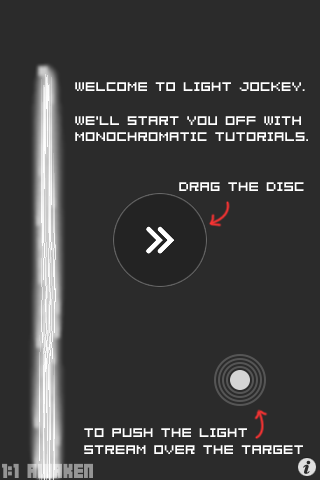 WELCOME TO LIGHT JOCKEY.
WE'LL START YOU OFF WITH
MONOCHROMATIC TUTORIALS.
DRAG THE DISC
TO PUSH THE LIGHT
STREAM OVER THE TARGET
1:1 AWAKEN
i